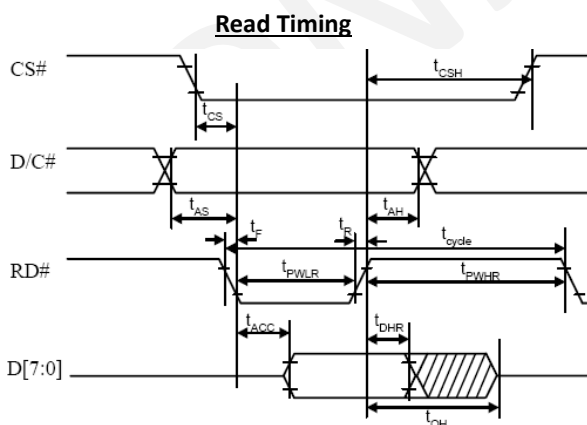 Read Timing
CS#
tCSH
tCS
D/C#
tAS
tAH
tF
tR
tcycle
RD#
tPWLR
tPWHR
tACC
tDHR
D[7:0]
tOH